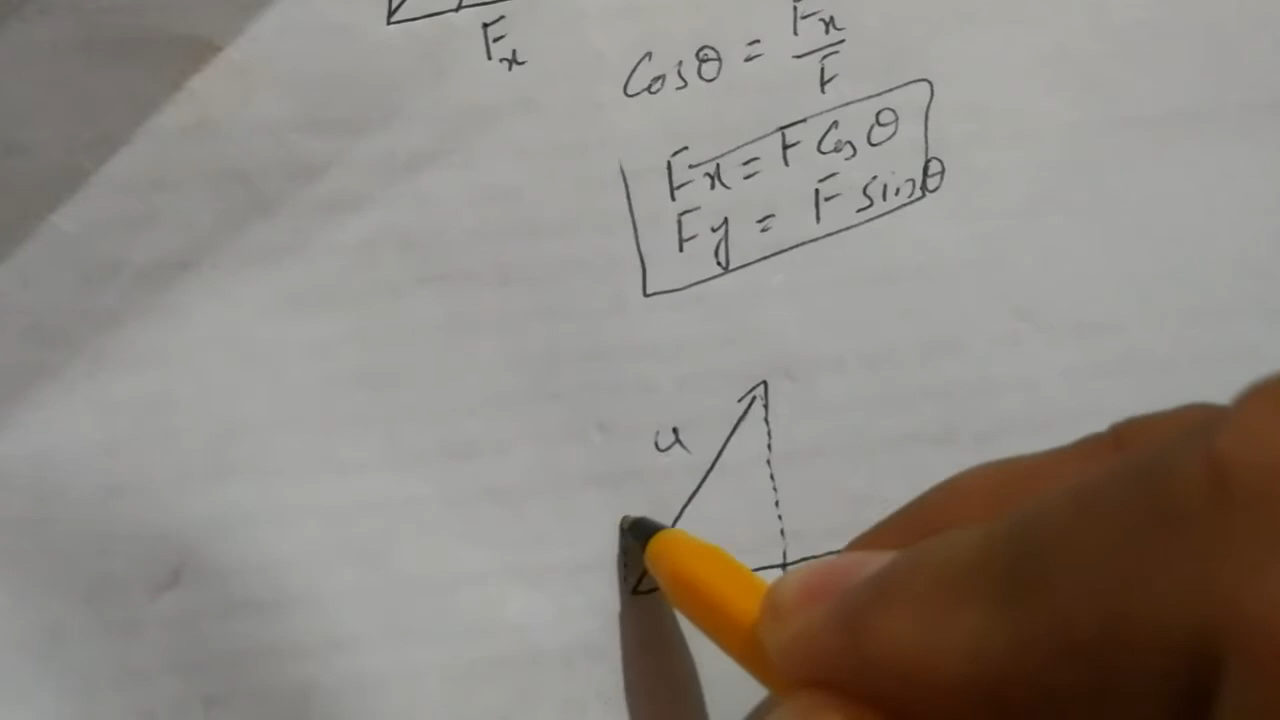 Fx
Cosθ = Fx/F
Fx = F Cosθ
Fy = F sinθ
u